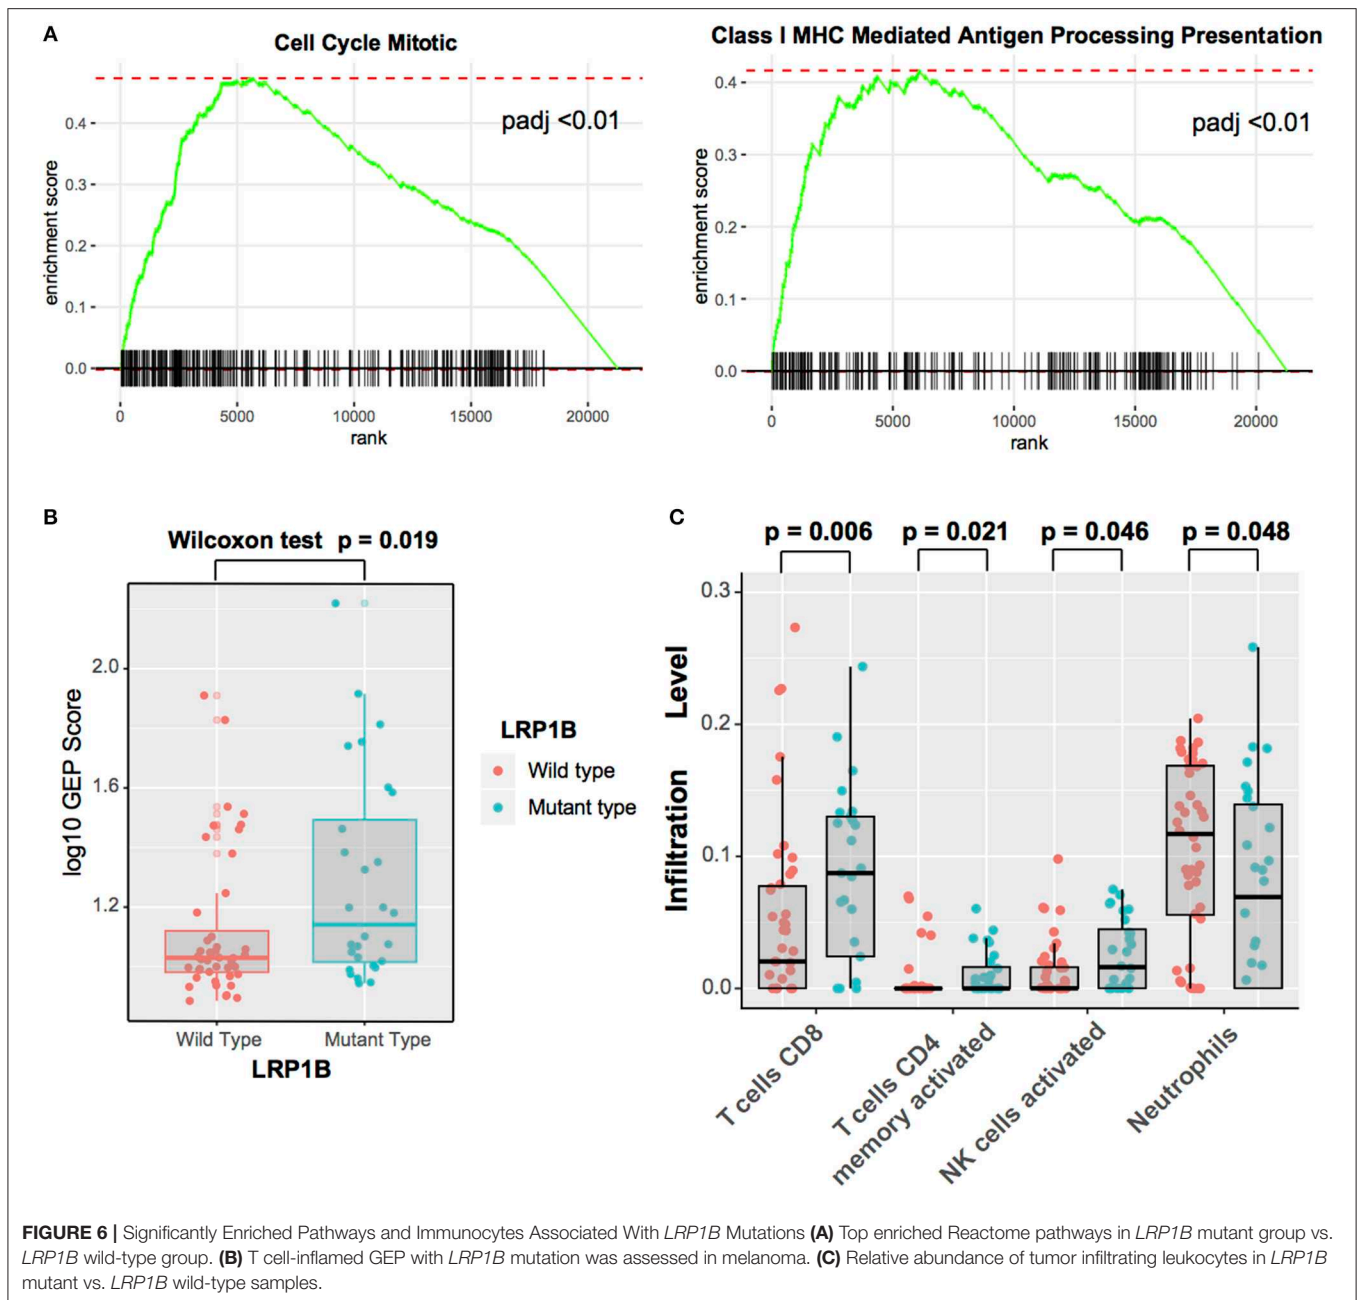 A
Cell Cycle Mitotic
padj <0.01
enrichment score
0.4
0.3
0.2
0.1
0.0
0 5000 10000 15000 20000
rank
Class I MHC Mediated Antigen Processing Presentation
padj <0.01
enrichment score
0.4
0.3
0.2
0.1
0.0
0 5000 10000 15000 20000
rank
B
Wilcoxon test p = 0.019
log10 GEP Score
2.0
1.6
1.2
Wild Type Mutant Type
LRP1B
LRP1B
Wild type
Mutant type
C
p = 0.006 p = 0.021 p = 0.046 p = 0.048
Infiltration Level
0.3
0.2
0.1
0.0
T cells CD8
T cells CD4
memory activated
NK cells activated
Neutrophils
FIGURE 6 | Significantly Enriched Pathways and Immunocytes Associated With LRP1B Mutations (A) Top enriched Reactome pathways in LRP1B mutant group vs.
LRP1B wild-type group. (B) T cell-inflamed GEP with LRP1B mutation was assessed in melanoma. (C) Relative abundance of tumor infiltrating leukocytes in LRP1B
mutant vs. LRP1B wild-type samples.